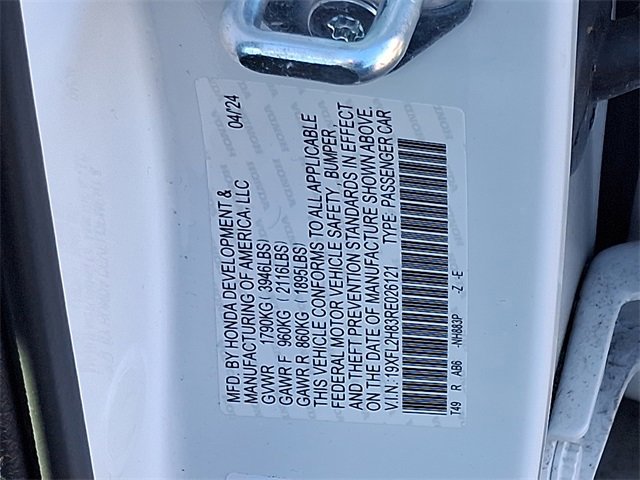 MFD. BY HONDA DEVELOPMENT & 04/24
MANUFACTURING OF AMERICA, LLC
GVWR 1790KG (3946LBS)
GAWR F 960KG (2116LBS)
GAWR R 860KG (1895LBS)
THIS VEHICLE CONFORMS TO ALL APPLICABLE
FEDERAL MOTOR VEHICLE SAFETY, BUMPER,
AND THEFT PREVENTION STANDARDS IN EFFECT
ON THE DATE OF MANUFACTURE SHOWN ABOVE.
V.I.N: 19XFL2H83RE026121 TYPE: PASSENGER CAR
T49 R AB6 -NH883P -Z -E